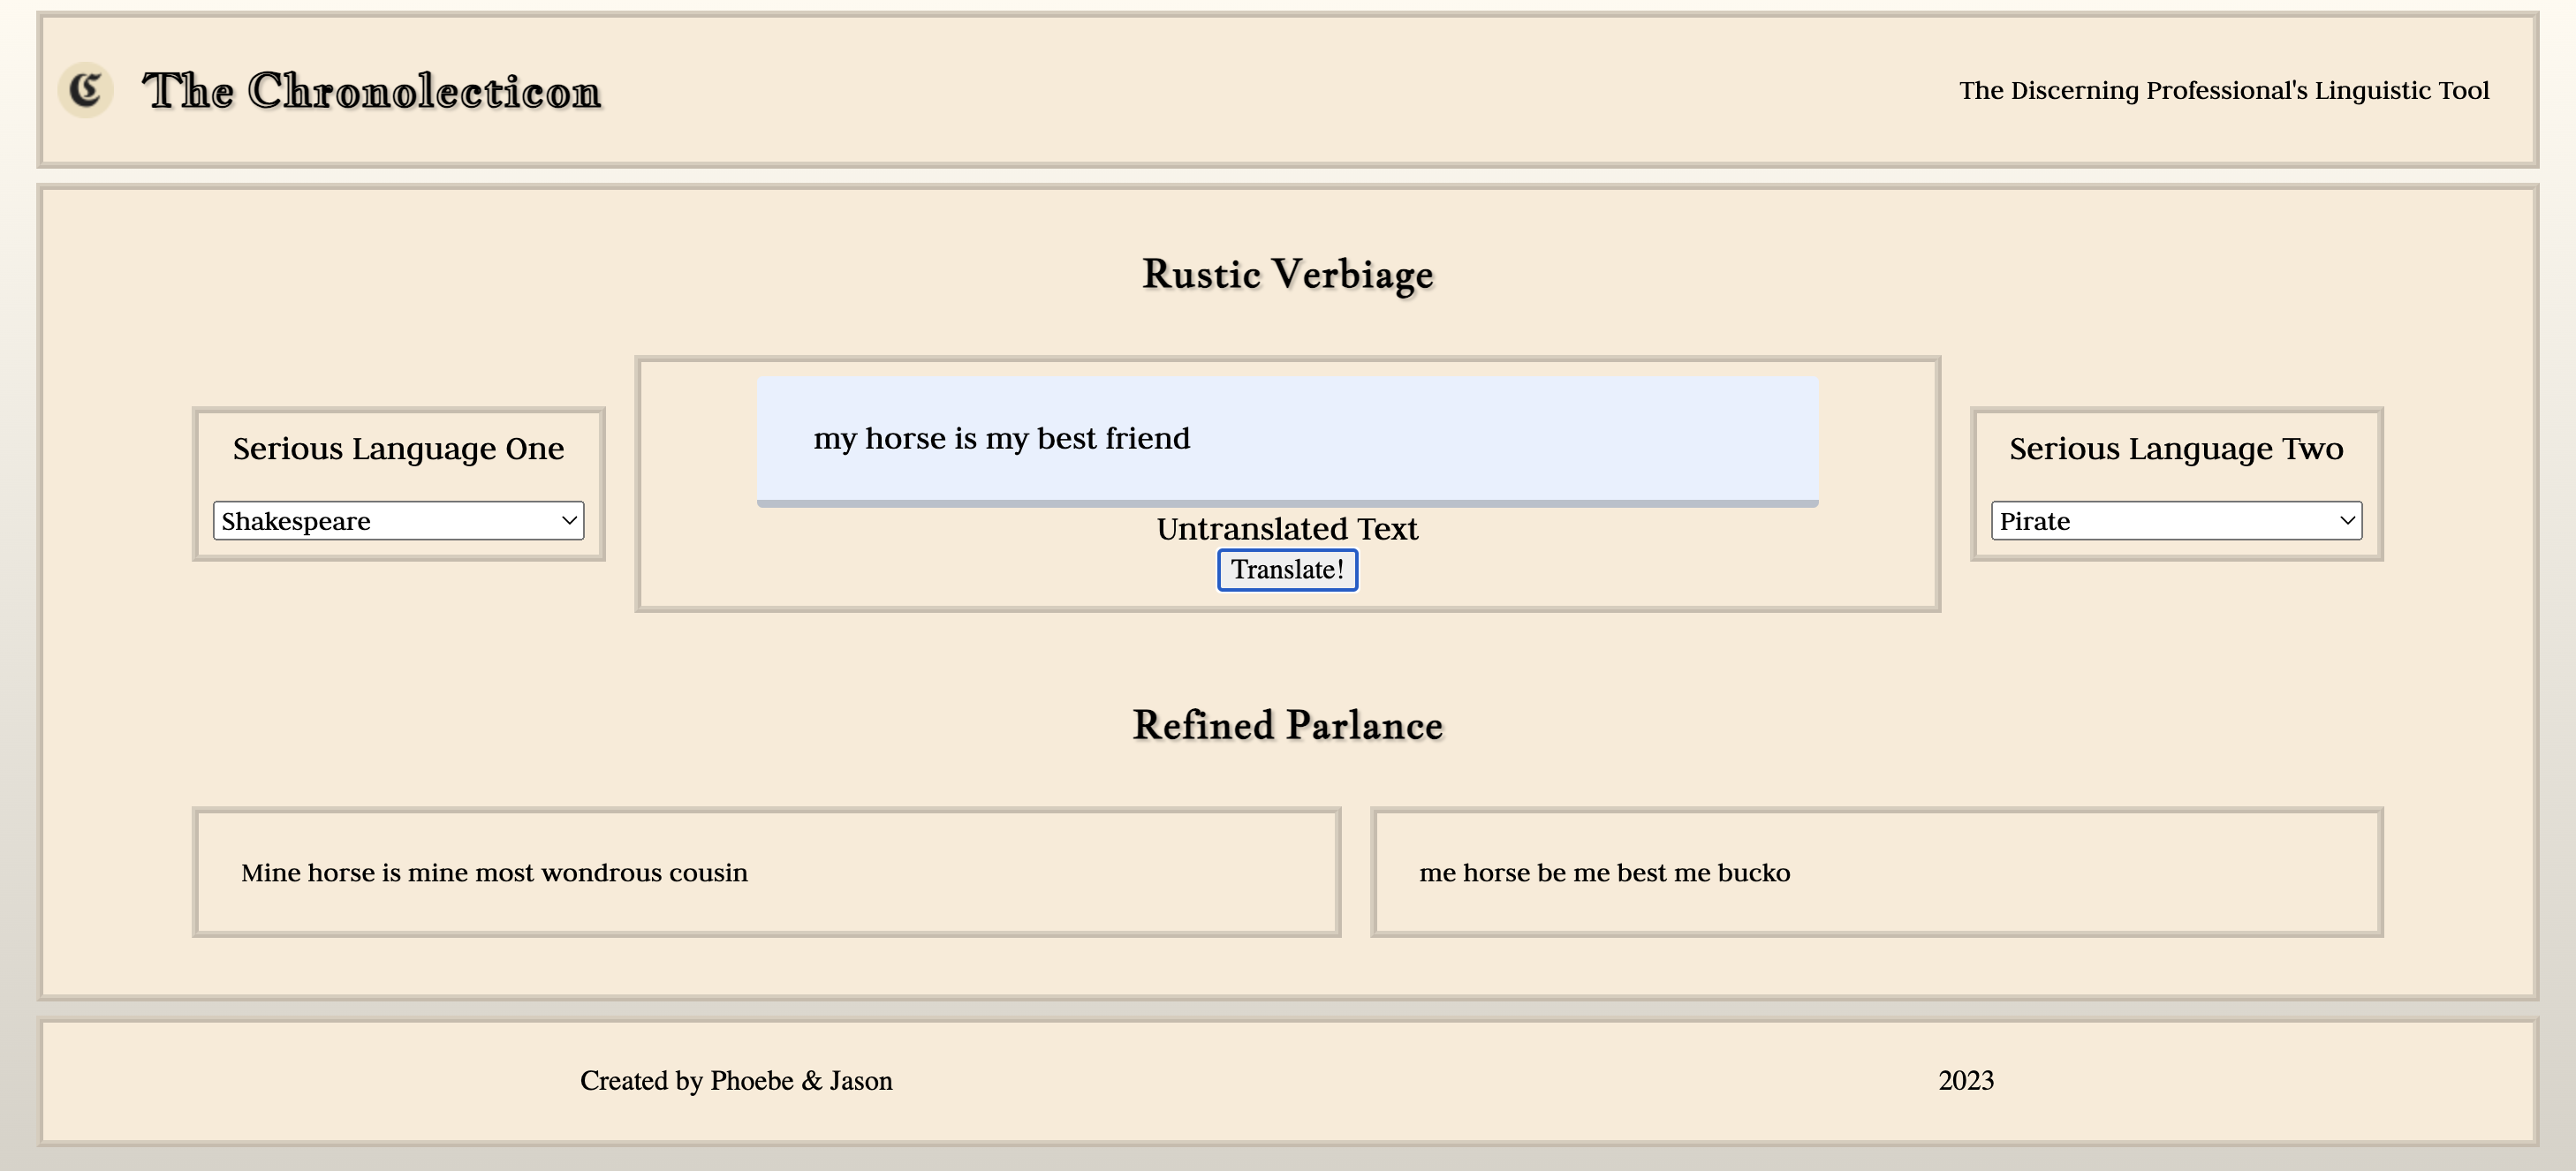 C The Chronolecticon
The Discerning Professional's Linguistic Tool
Rustic Verbiage
Serious Language One
Shakespeare
my horse is my best friend
Untranslated Text
Translate!
Serious Language Two
Pirate
Refined Parlance
Mine horse is mine most wondrous cousin
me horse be me best me bucko
Created by Phoebe & Jason
2023